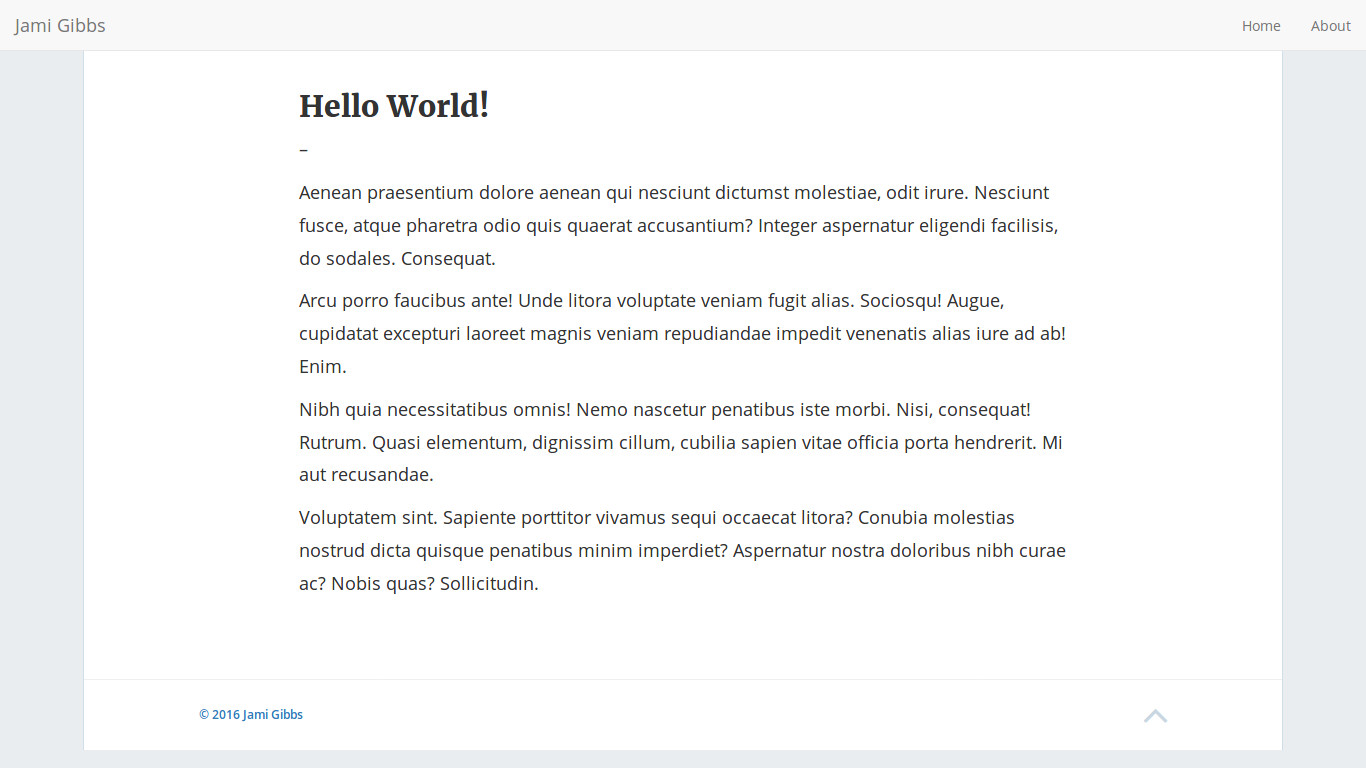 Jami Gibbs
Home
About
Hello World!
–
Aenean praesentium dolore aenean qui nesciunt dictumst molestiae, odit irure. Nesciunt
fusce, atque pharetra odio quis quaerat accusantium? Integer aspernatur eligendi facilisis,
do sodales. Consequat.
Arcu porro faucibus ante! Unde litora voluptate veniam fugit alias. Sociosqu! Augue,
cupidatat excepturi laoreet magnis veniam repudiandae impedit venenatis alias iure ad ab!
Enim.
Nibh quia necessitatibus omnis! Nemo nascetur penatibus iste morbi. Nisi, consequat!
Rutrum. Quasi elementum, dignissim cillum, cubilia sapien vitae officia porta hendrerit. Mi
aut recusandae.
Voluptatem sint. Sapiente porttitor vivamus sequi occaecat litora? Conubia molestias
nostrud dicta quisque penatibus minim imperdiet? Aspernatur nostra doloribus nibh curae
ac? Nobis quas? Sollicitudin.
© 2016 Jami Gibbs